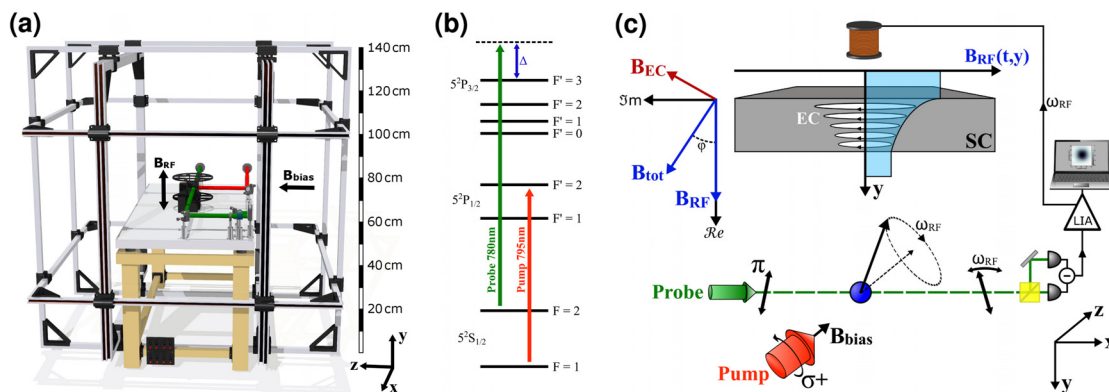 (a)
140 cm
120 cm
100 cm
80 cm
60 cm
40 cm
20 cm
B_RF
B_bias
y
z
x
(b)
Δ
5²P₃/₂
F' = 3
F' = 2
F' = 1
F' = 0
5²P₁/₂
F' = 2
F' = 1
Probe 780nm
Pump 795nm
5²S₁/₂
F = 2
F = 1
(c)
B_EC
ℑm
φ
B_tot
B_RF
ℜe
B_RF(t,y)
EC
SC
y
ω_RF
LIA
π
ω_RF
ω_RF
Probe
−
B_bias
Pump
σ+
z
x
y